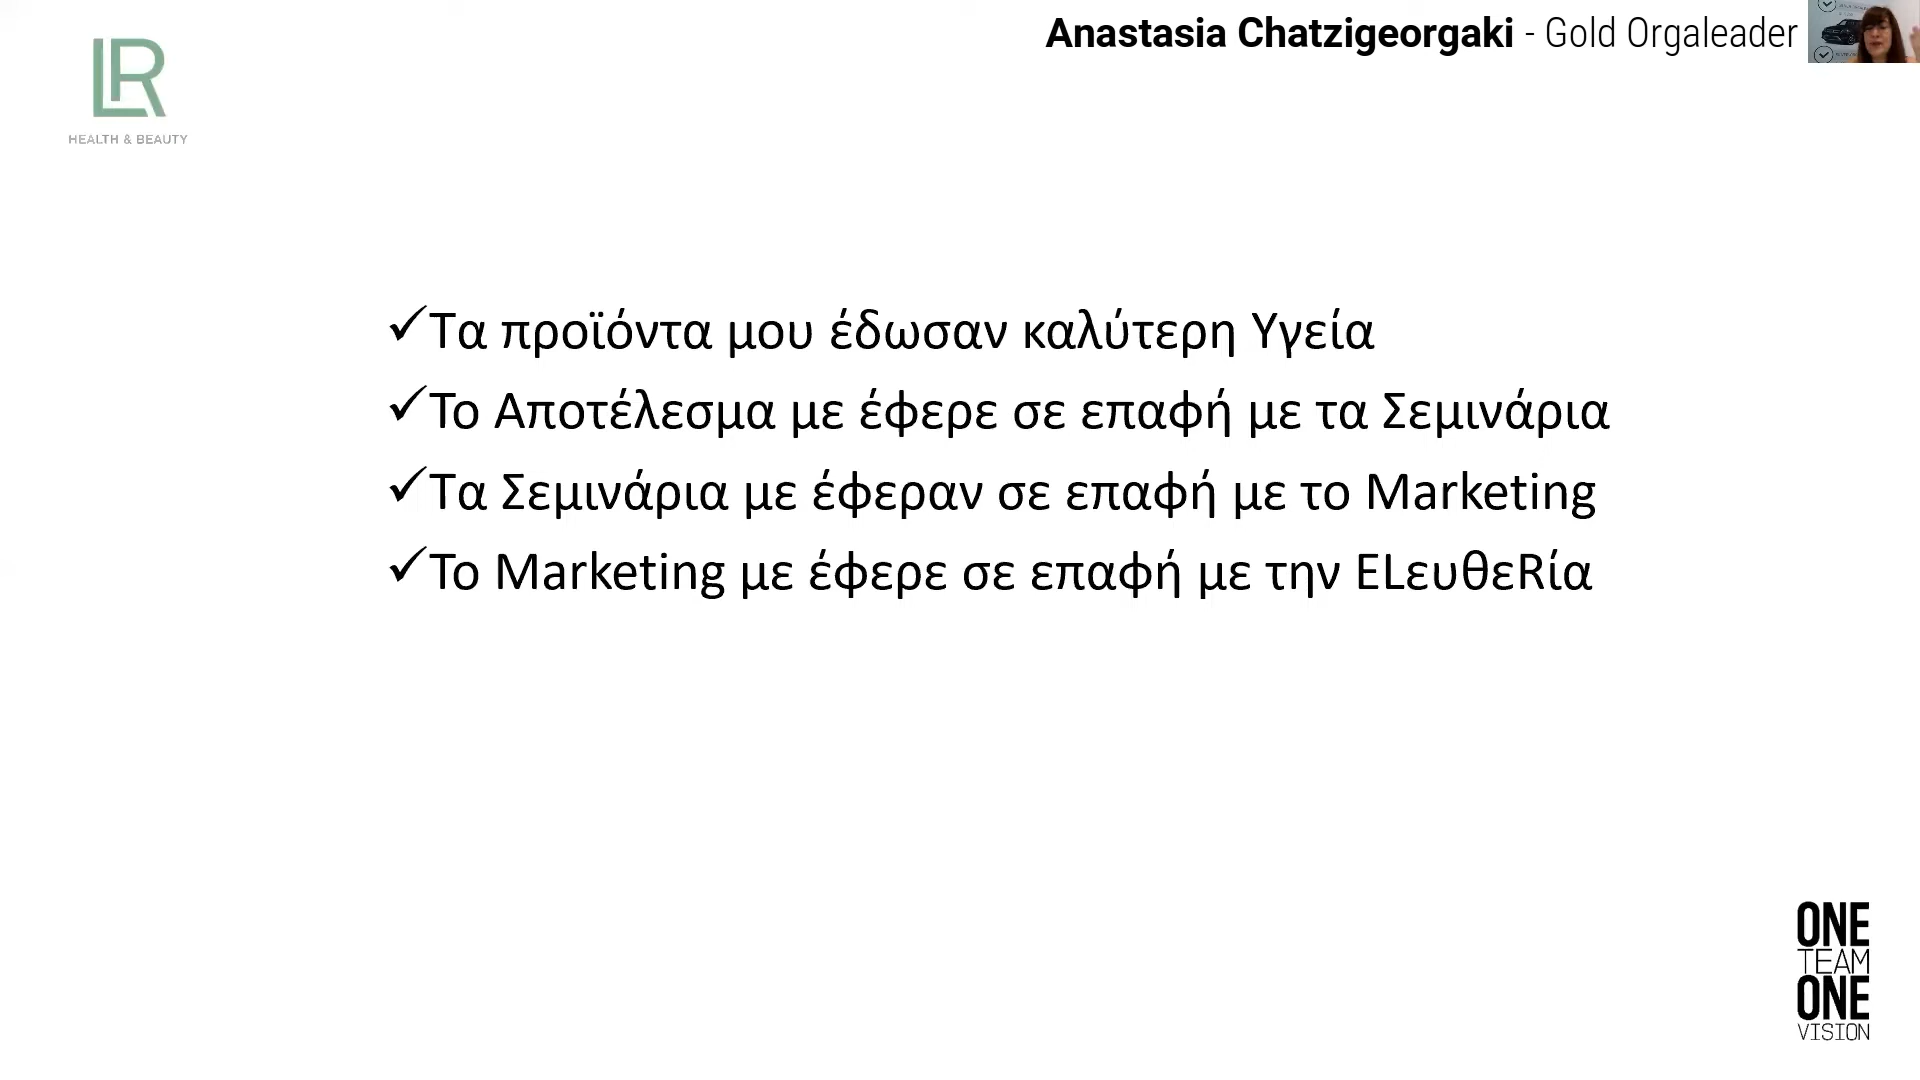 Anastasia Chatzigeorgaki - Gold Orgaleader
LR
HEALTH & BEAUTY
✓Τα προϊόντα μου έδωσαν καλύτερη Υγεία
✓Το Αποτέλεσμα με έφερε σε επαφή με τα Σεμινάρια
✓Τα Σεμινάρια με έφεραν σε επαφή με το Marketing
✓Το Marketing με έφερε σε επαφή με την ELευθεRία
ONE
TEAM
ONE
VISION